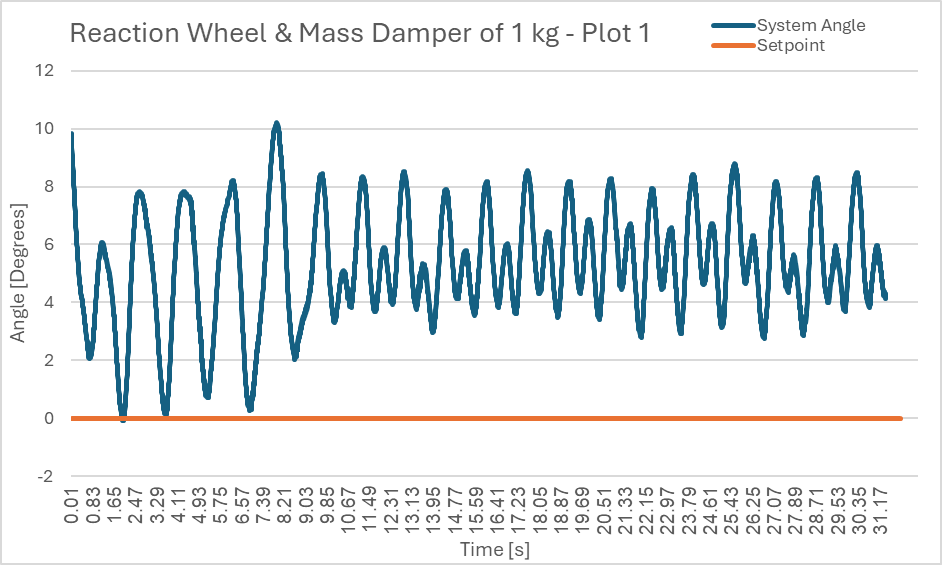 Reaction Wheel & Mass Damper of 1 kg - Plot 1
System Angle
Setpoint
Angle [Degrees]
12
10
8
6
4
2
0
-2
0.01 0.83 1.65 2.47 3.29 4.11 4.93 5.75 6.57 7.39 8.21 9.03 9.85 10.67 11.49 12.31 13.13 13.95 14.77 15.59 16.41 17.23 18.05 18.87 19.69 20.51 21.33 22.15 22.97 23.79 24.61 25.43 26.25 27.07 27.89 28.71 29.53 30.35 31.17
Time [s]